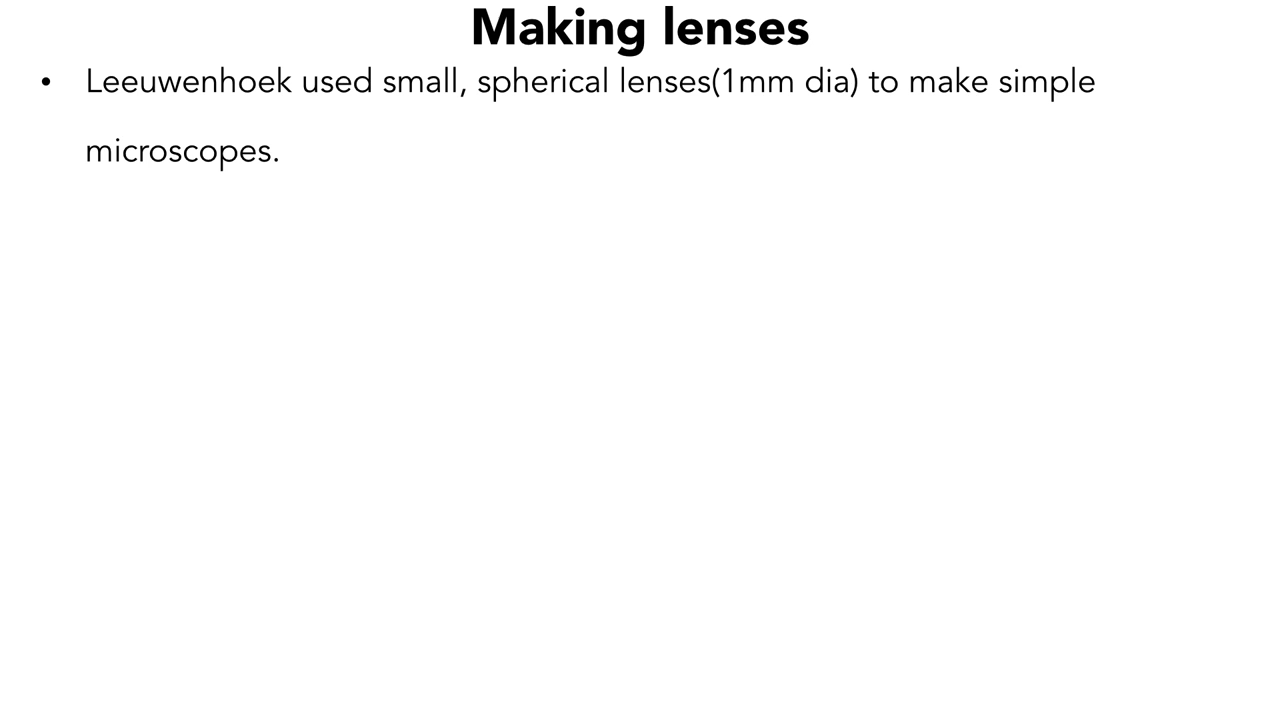 Making lenses
• Leeuwenhoek used small, spherical lenses(1mm dia) to make simple
microscopes.